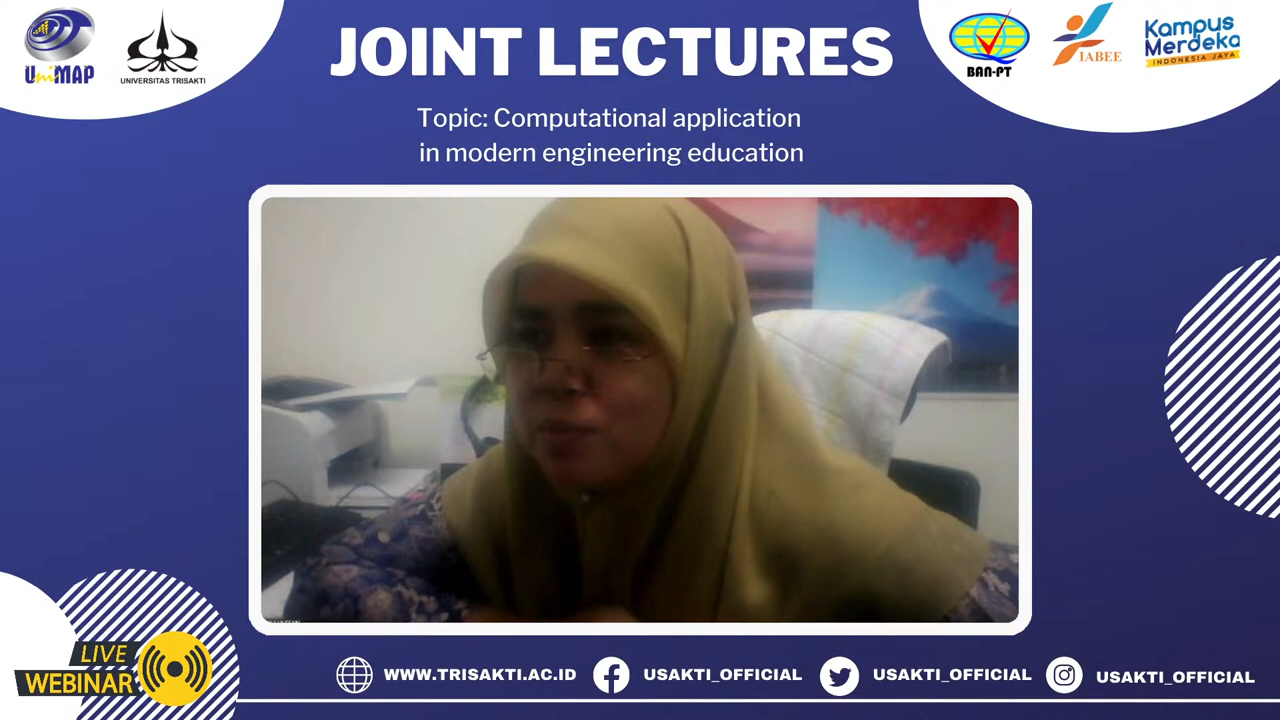 UniMAP
UNIVERSITAS TRISAKTI
JOINT LECTURES
BAN-PT
IABEE
Kampus
Merdeka
INDONESIA JAYA
Topic: Computational application
in modern engineering education
LIVE
WEBINAR
WWW.TRISAKTI.AC.ID
USAKTI_OFFICIAL
USAKTI_OFFICIAL
USAKTI_OFFICIAL